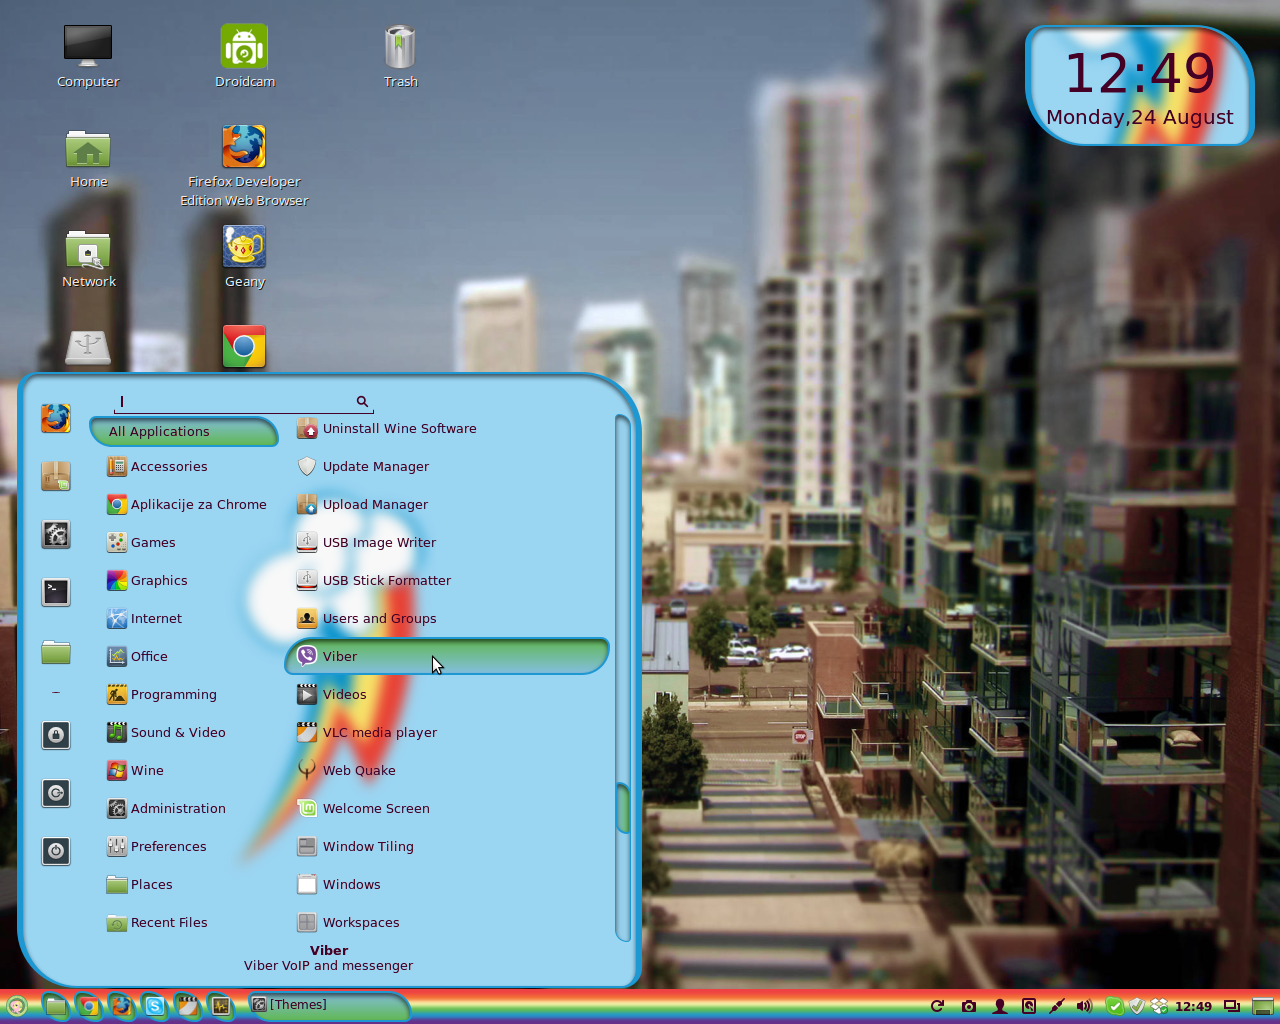 Computer
Droidcam
Trash
12:49
Monday,24 August
Home
Firefox Developer
Edition Web Browser
Network
Geany
All Applications
Accessories
Aplikacije za Chrome
Games
Graphics
Internet
Office
Programming
Sound & Video
Wine
Administration
Preferences
Places
Recent Files
Uninstall Wine Software
Update Manager
Upload Manager
USB Image Writer
USB Stick Formatter
Users and Groups
Viber
Videos
VLC media player
Web Quake
Welcome Screen
Window Tiling
Windows
Workspaces
Viber
Viber VoIP and messenger
STOP
[Themes]
12:49